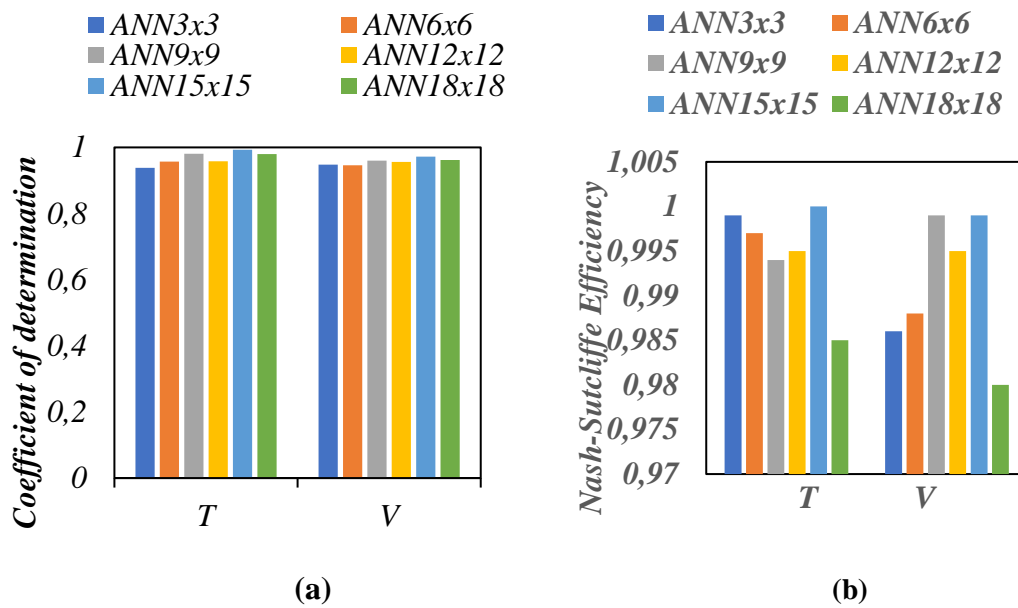 ANN3x3 ANN6x6
ANN9x9 ANN12x12
ANN15x15 ANN18x18
Coefficient of determination
1
0,8
0,6
0,4
0,2
0
T V
(a)
ANN3x3 ANN6x6
ANN9x9 ANN12x12
ANN15x15 ANN18x18
Nash-Sutcliffe Efficiency
1,005
1
0,995
0,99
0,985
0,98
0,975
0,97
T V
(b)